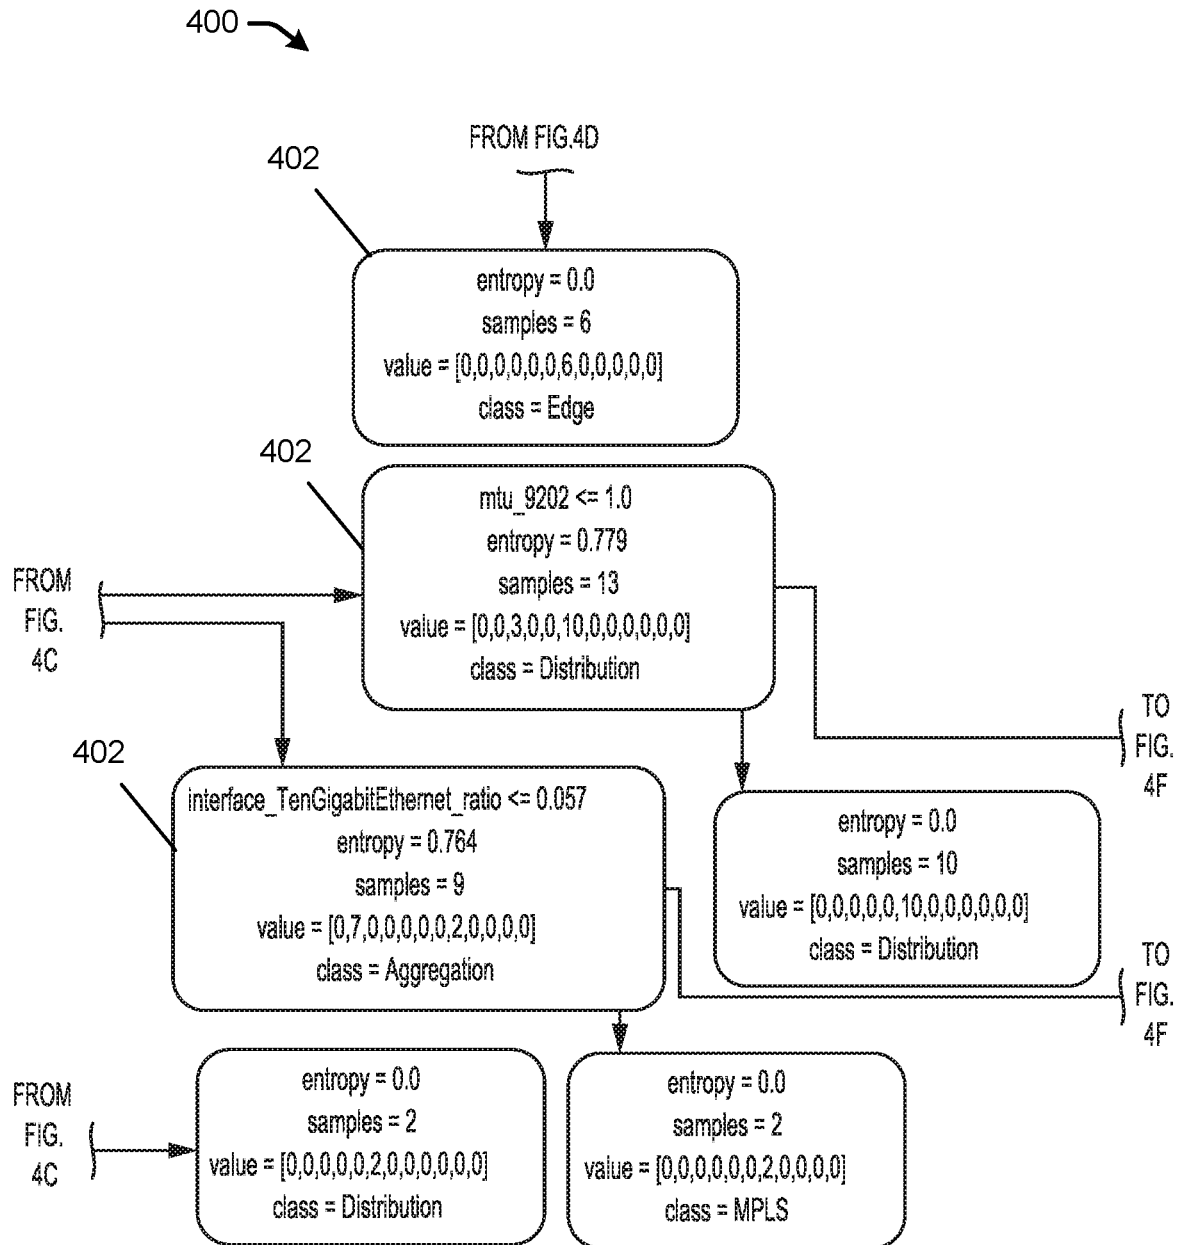 400
FROM FIG.4D
402
entropy = 0.0
samples = 6
value = [0,0,0,0,0,0,6,0,0,0,0,0]
class = Edge
402
mtu_9202 <= 1.0
entropy = 0.779
samples = 13
value = [0,0,3,0,0,10,0,0,0,0,0,0]
class = Distribution
FROM
FIG.
4C
TO
FIG.
4F
402
interface_TenGigabitEthernet_ratio <= 0.057
entropy = 0.764
samples = 9
value = [0,7,0,0,0,0,0,2,0,0,0,0]
class = Aggregation
entropy = 0.0
samples = 10
value = [0,0,0,0,0,10,0,0,0,0,0,0]
class = Distribution
TO
FIG.
4F
FROM
FIG.
4C
entropy = 0.0
samples = 2
value = [0,0,0,0,0,2,0,0,0,0,0,0]
class = Distribution
entropy = 0.0
samples = 2
value = [0,0,0,0,0,0,2,0,0,0,0]
class = MPLS